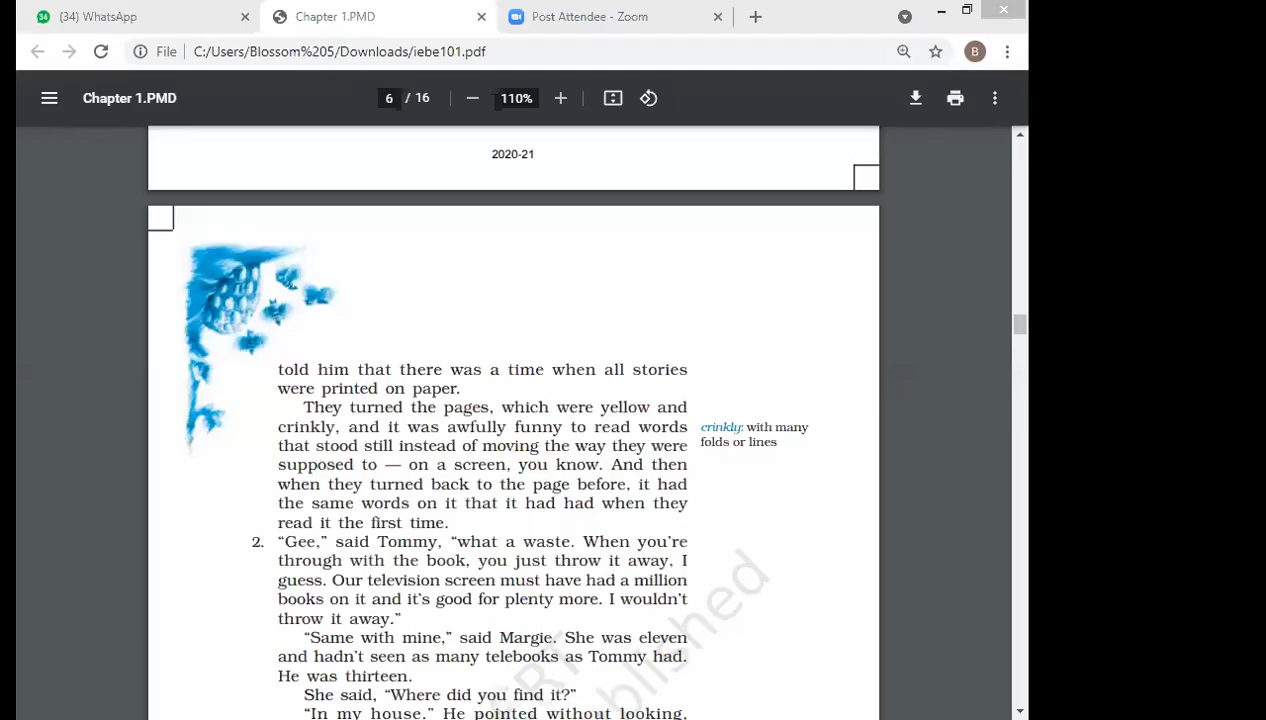 34 (34) WhatsApp
Chapter 1.PMD
Post Attendee - Zoom
File
C:/Users/Blossom%205/Downloads/iebe101.pdf
B
Chapter 1.PMD
6 / 16
110%
2020-21
told him that there was a time when all stories
were printed on paper.
They turned the pages, which were yellow and
crinkly, and it was awfully funny to read words
that stood still instead of moving the way they were
supposed to — on a screen, you know. And then
when they turned back to the page before, it had
the same words on it that it had had when they
read it the first time.
crinkly: with many
folds or lines
2. “Gee,” said Tommy, “what a waste. When you’re
through with the book, you just throw it away, I
guess. Our television screen must have had a million
books on it and it’s good for plenty more. I wouldn’t
throw it away.”
“Same with mine,” said Margie. She was eleven
and hadn’t seen as many telebooks as Tommy had.
He was thirteen.
She said, “Where did you find it?”
“In my house.” He pointed without looking,